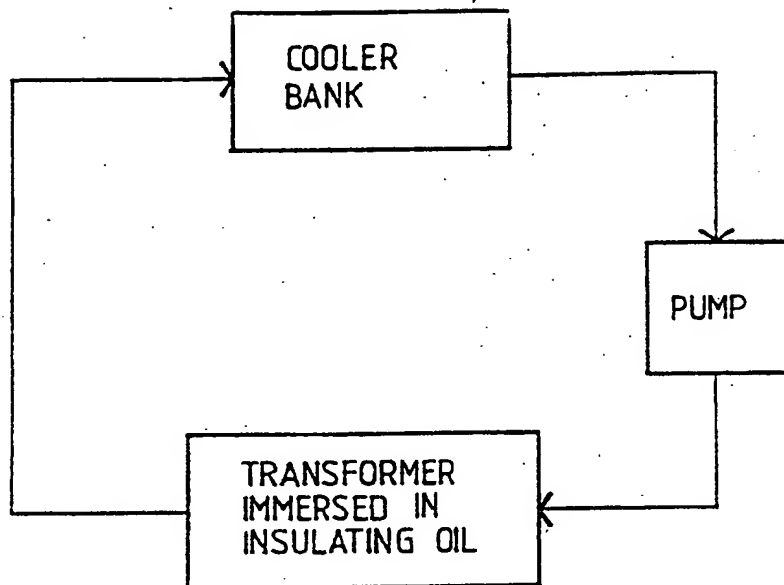 COOLER
BANK
PUMP
TRANSFORMER
IMMERSED IN
INSULATING OIL